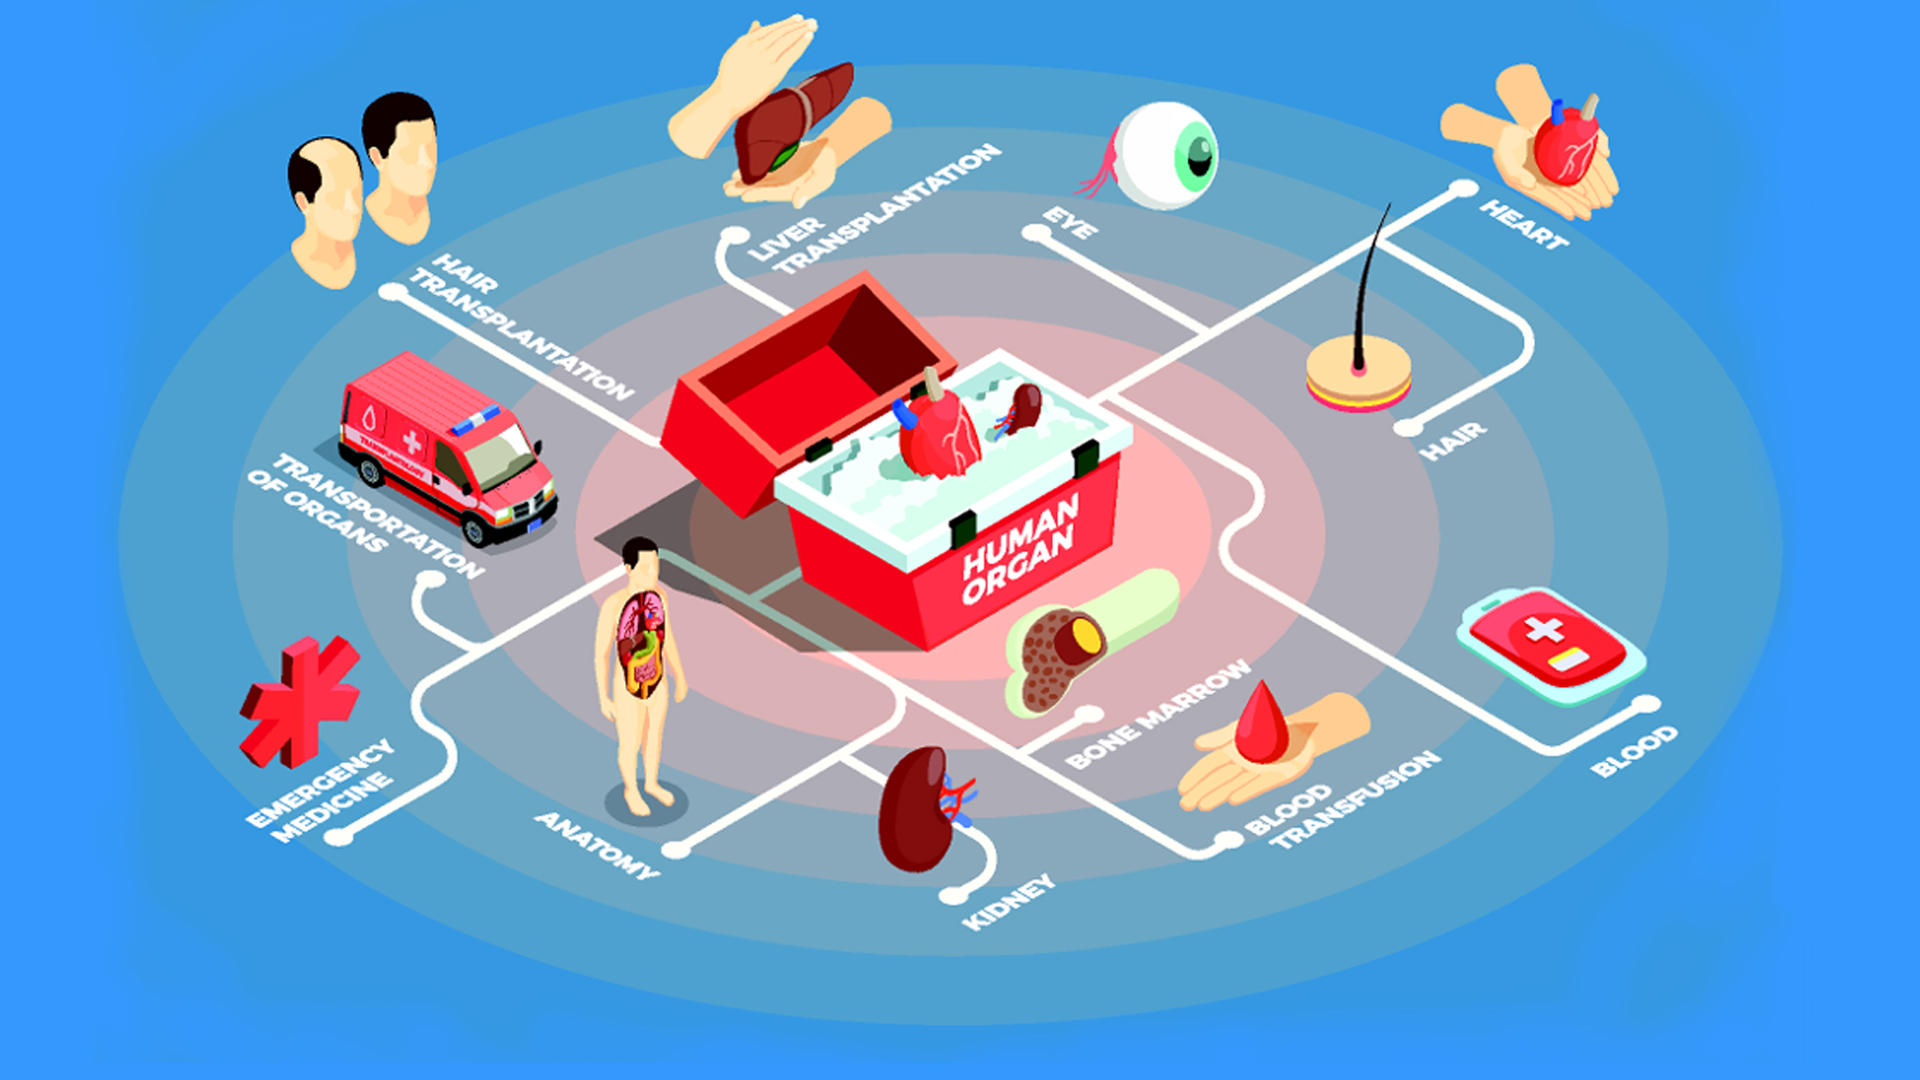 LIVER
TRANSPLANTATION
EYE
HEART
HAIR
TRANSPLANTATION
HAIR
TRANSPORTATION
OF ORGANS
HUMAN
ORGAN
BONE MARROW
BLOOD
EMERGENCY
MEDICINE
ANATOMY
BLOOD
TRANSFUSION
KIDNEY